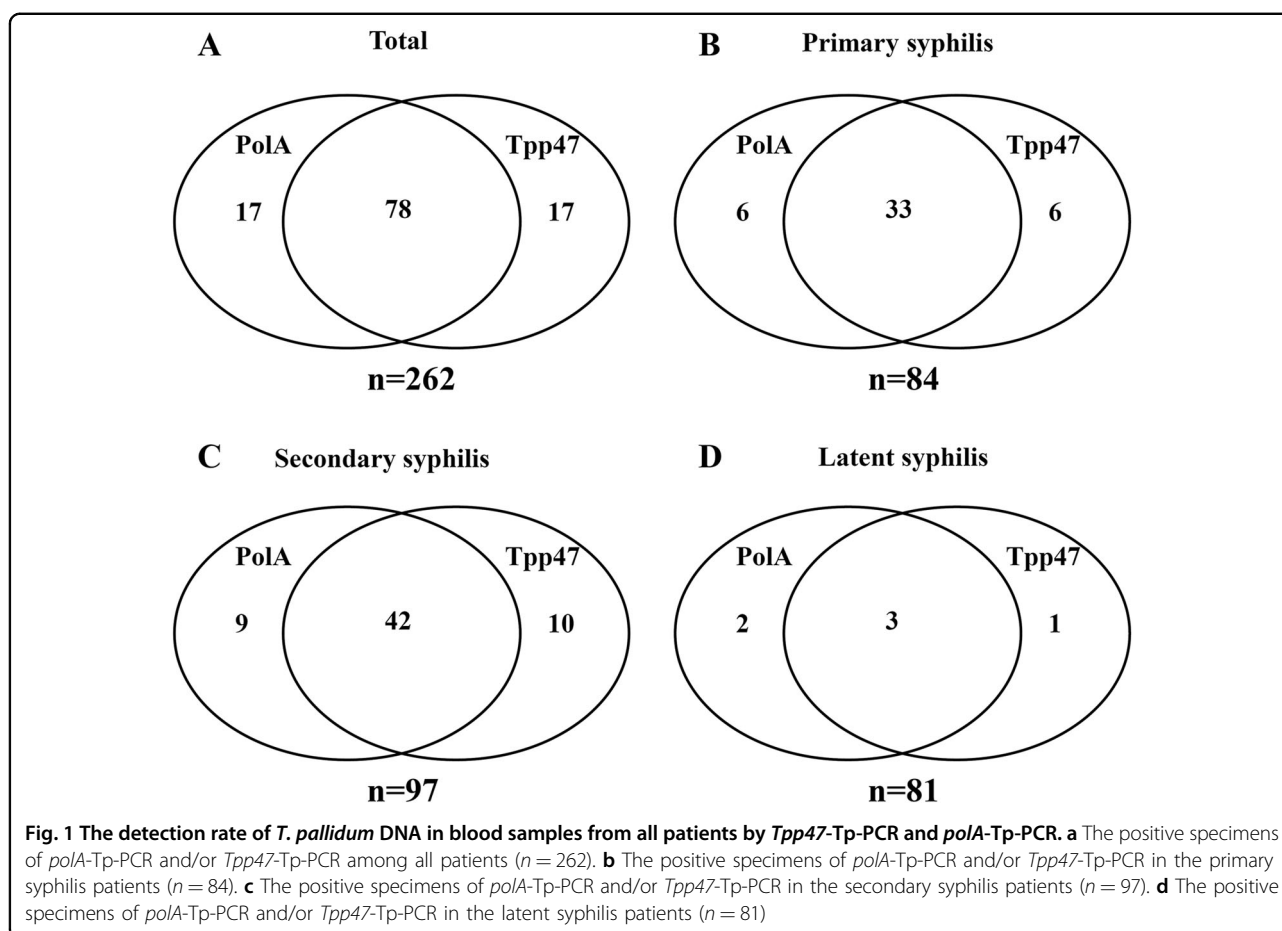 A Total
PolA Tpp47
17 78 17
n=262
B Primary syphilis
PolA Tpp47
6 33 6
n=84
C Secondary syphilis
PolA Tpp47
9 42 10
n=97
D Latent syphilis
PolA Tpp47
2 3 1
n=81
Fig. 1 The detection rate of T. pallidum DNA in blood samples from all patients by Tpp47-Tp-PCR and polA-Tp-PCR. a The positive specimens
of polA-Tp-PCR and/or Tpp47-Tp-PCR among all patients (n = 262). b The positive specimens of polA-Tp-PCR and/or Tpp47-Tp-PCR in the primary
syphilis patients (n = 84). c The positive specimens of polA-Tp-PCR and/or Tpp47-Tp-PCR in the secondary syphilis patients (n = 97). d The positive
specimens of polA-Tp-PCR and/or Tpp47-Tp-PCR in the latent syphilis patients (n = 81)